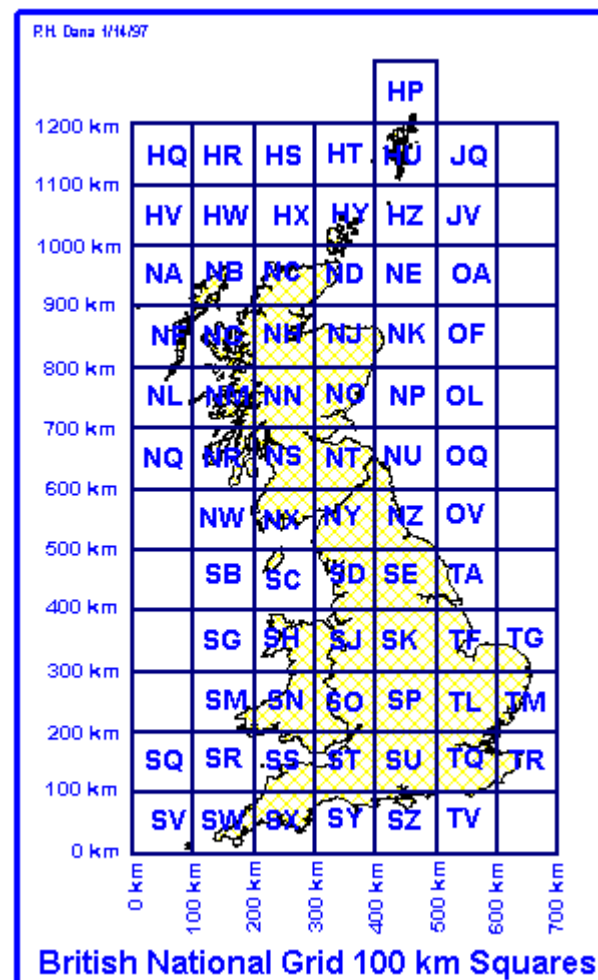 P.H. Dana 1/14/97
HP
1200 km
HQ HR HS HT HU JQ
1100 km
HV HW HX HY HZ JV
1000 km
NA NB NC ND NE OA
900 km
NF NG NH NJ NK OF
800 km
NL NM NN NO NP OL
700 km
NQ NR NS NT NU OQ
600 km
NW NX NY NZ OV
500 km
SB SC SD SE TA
400 km
SG SH SJ SK TF TG
300 km
SM SN SO SP TL TM
200 km
SQ SR SS ST SU TQ TR
100 km
SV SW SX SY SZ TV
0 km
0 km 100 km 200 km 300 km 400 km 500 km 600 km 700 km
British National Grid 100 km Squares